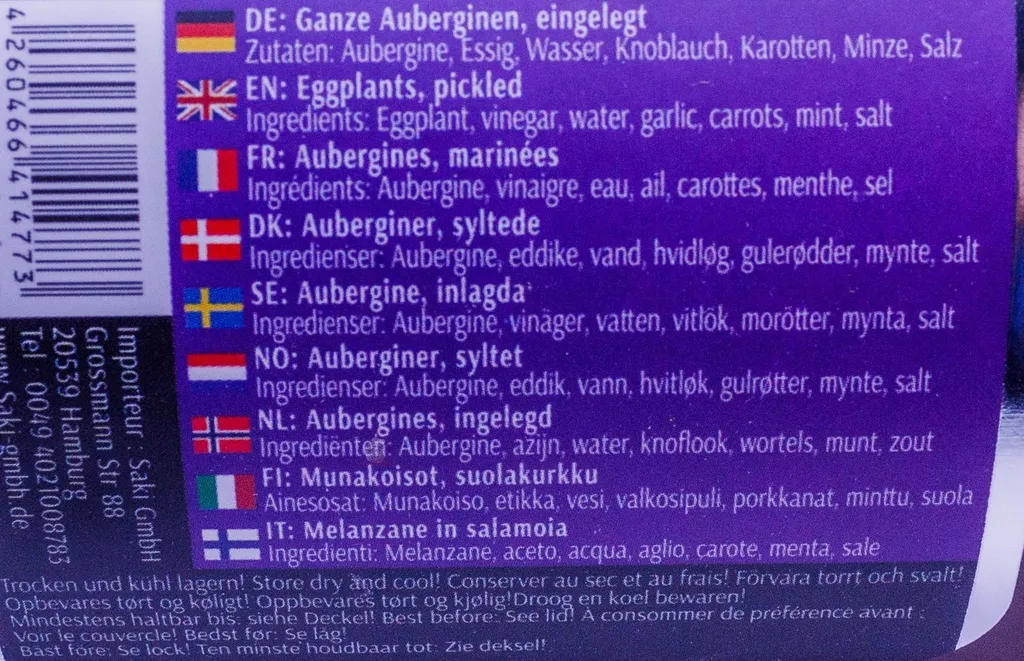 DE: Ganze Auberginen, eingelegt
Zutaten: Aubergine, Essig, Wasser, Knoblauch, Karotten, Minze, Salz
EN: Eggplants, pickled
Ingredients: Eggplant, vinegar, water, garlic, carrots, mint, salt
FR: Aubergines, marinées
Ingrédients: Aubergine, vinaigre, eau, ail, carottes, menthe, sel
DK: Auberginer, syltede
Ingredienser: Aubergine, eddike, vand, hvidløg, gulerødder, mynte, salt
SE: Aubergine, inlagda
Ingredienser: Aubergine, vinäger, vatten, vitlök, morötter, mynta, salt
NO: Auberginer, syltet
Ingredienser: Aubergine, eddik, vann, hvitløk, gulrøtter, mynte, salt
NL: Aubergines, ingelegd
Ingrediënten: Aubergine, azijn, water, knoflook, wortels, munt, zout
FI: Munakoisot, suolakurkku
Ainesosat: Munakoiso, etikka, vesi, valkosipuli, porkkanat, minttu, suola
IT: Melanzane in salamoia
Ingredienti: Melanzane, aceto, acqua, aglio, carote, menta, sale
Trocken und kühl lagern! Store dry and cool! Conserver au sec et au frais! Förvara torrt och svalt!
Opbevares tørt og køligt! Oppbevares tørt og kjølig! Droog en koel bewaren!
Mindestens haltbar bis: siehe Deckel! Best before: See lid! À consommer de préférence avant :
Voir le couvercle! Bedst før: Se låg!
Bäst före: Se lock! Ten minste houdbaar tot: Zie deksel!
4260466414773
Importeur : Saki GmbH
Grossmann Str 88
20539 Hamburg
Tel : 0049 4021008783
www.Saki-gmbh.de